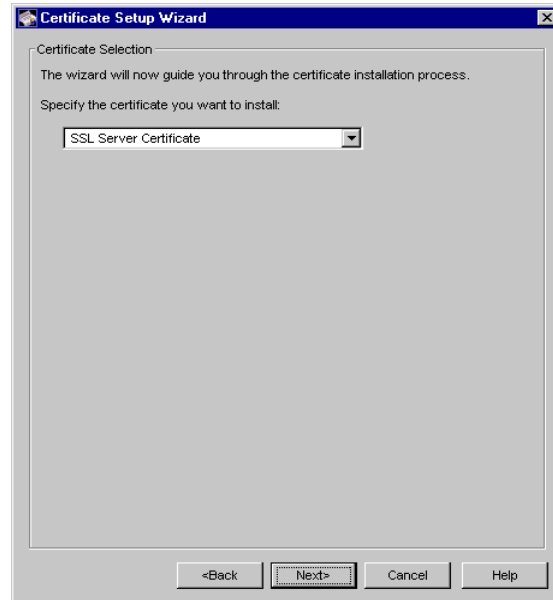 Certificate Setup Wizard
Certificate Selection
The wizard will now guide you through the certificate installation process.
Specify the certificate you want to install:
SSL Server Certificate
<Back Next> Cancel Help